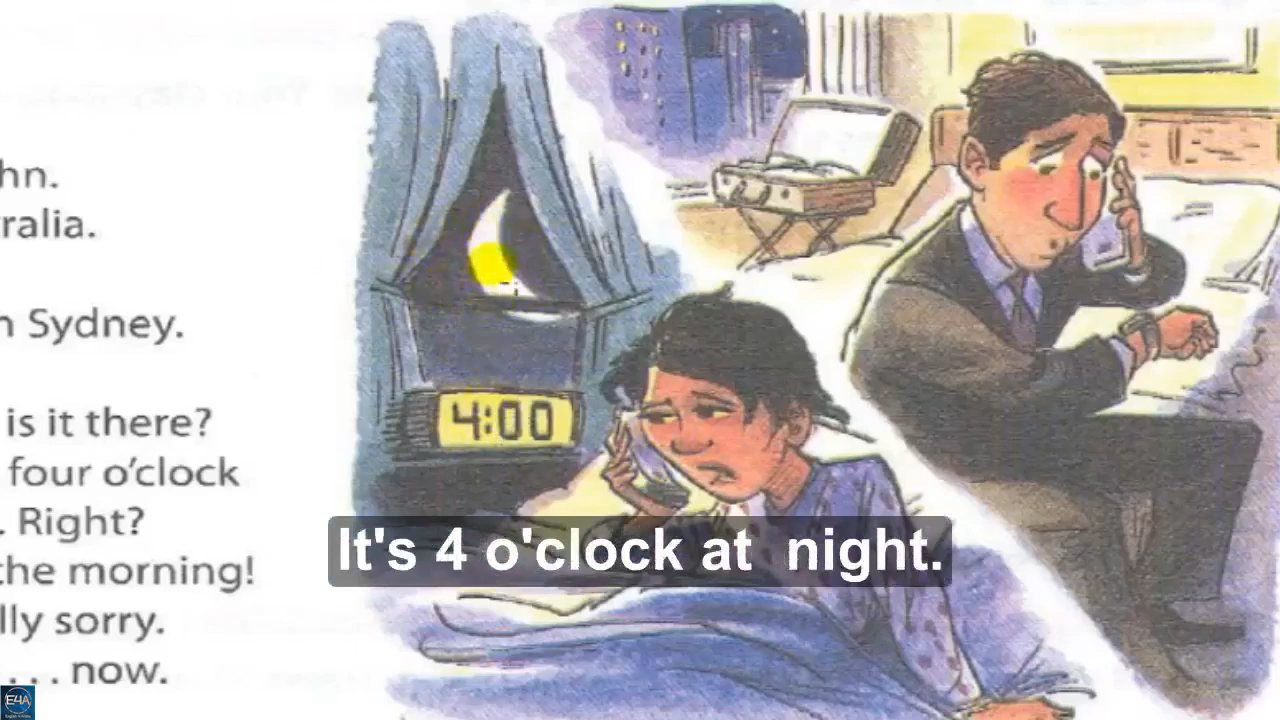 hn.
ralia.
n Sydney.
is it there?
four o'clock
. Right?
the morning!
lly sorry.
. . . now.
4:00
It's 4 o'clock at night.
E4A